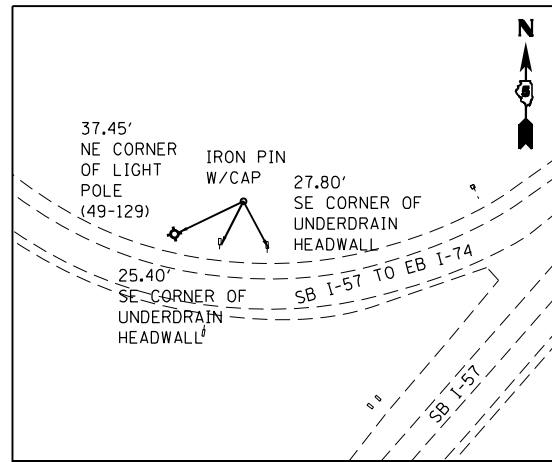 N
5
37.45'
NE CORNER
OF LIGHT
POLE
(49-129)
IRON PIN
W/CAP
27.80'
SE CORNER OF
UNDERDRAIN
HEADWALL
25.40'
SE CORNER OF
UNDERDRAIN
HEADWALL
SB I-57 TO EB I-74
SB I-57